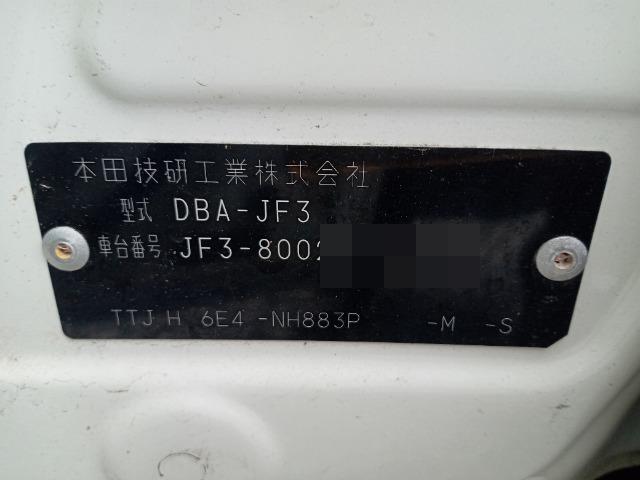 本田技研工業株式会社
型式 DBA-JF3
車台番号 JF3-8002
TTJ H 6E4 -NH883P -M -S